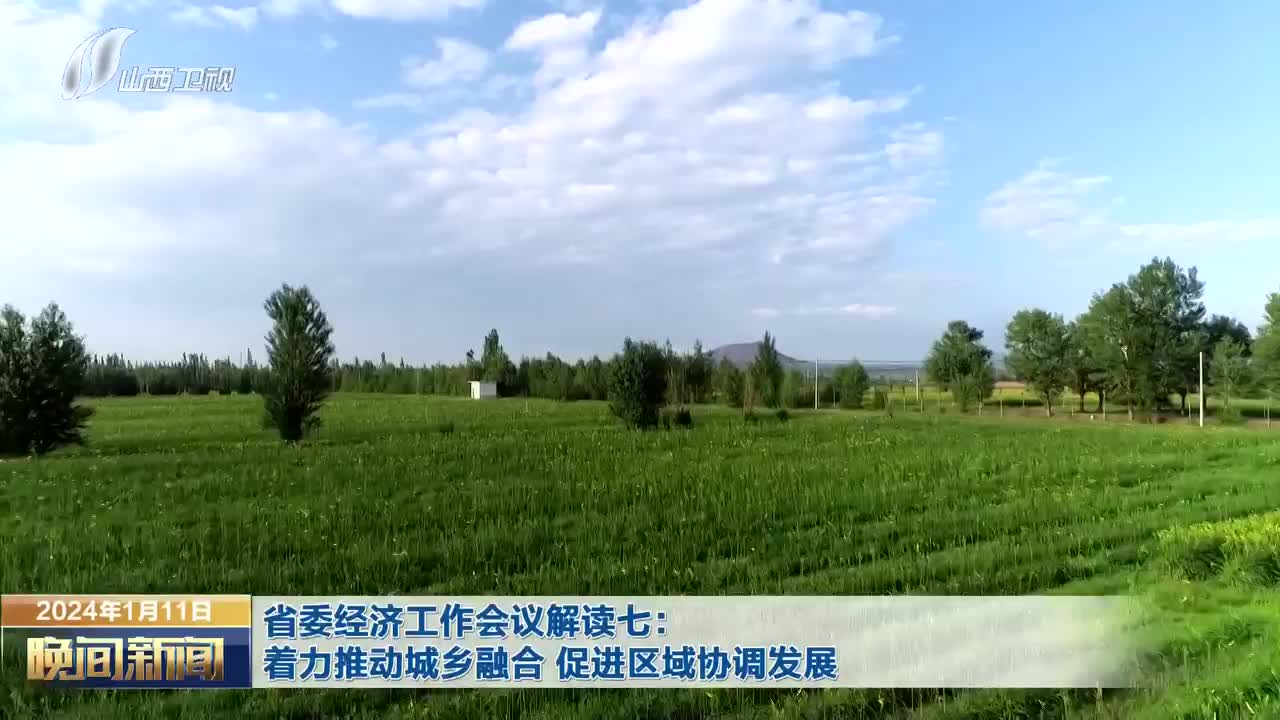 山西卫视
2024年1月11日
晚间新闻
省委经济工作会议解读七：
着力推动城乡融合 促进区域协调发展